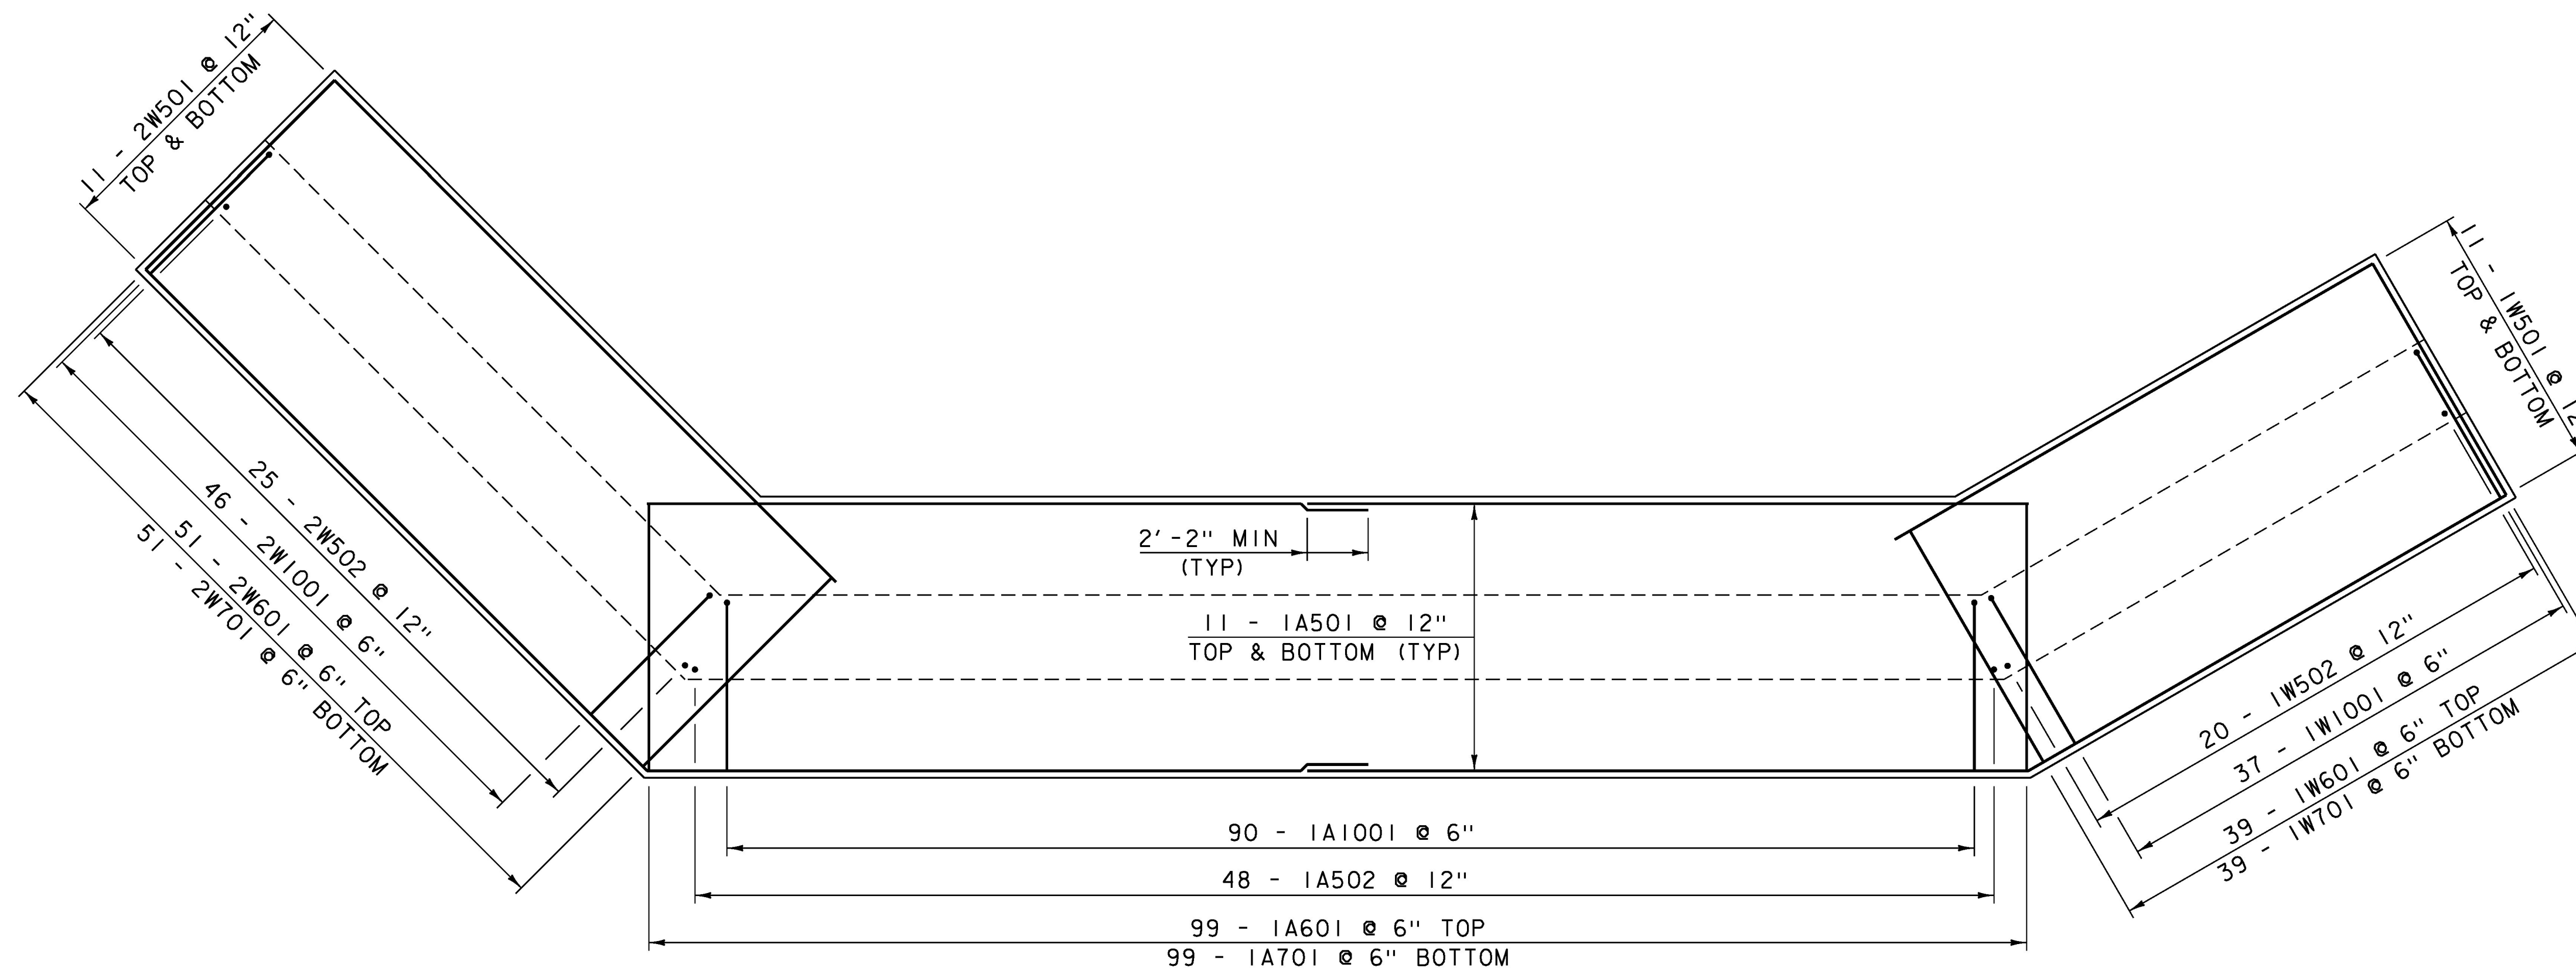 11 - 2W501 @ 12"
TOP & BOTTOM
25 - 2W502 @ 12"
46 - 2W1001 @ 6"
51 - 2W601 @ 6" TOP
51 - 2W701 @ 6" BOTTOM
2'-2" MIN
(TYP)
11 - 1A501 @ 12"
TOP & BOTTOM (TYP)
90 - 1A1001 @ 6"
48 - 1A502 @ 12"
99 - 1A601 @ 6" TOP
99 - 1A701 @ 6" BOTTOM
11 - 1W501 @ 12
TOP & BOTTOM
20 - 1W502 @ 12"
37 - 1W1001 @ 6"
39 - 1W601 @ 6" TOP
39 - 1W701 @ 6" BOTTOM